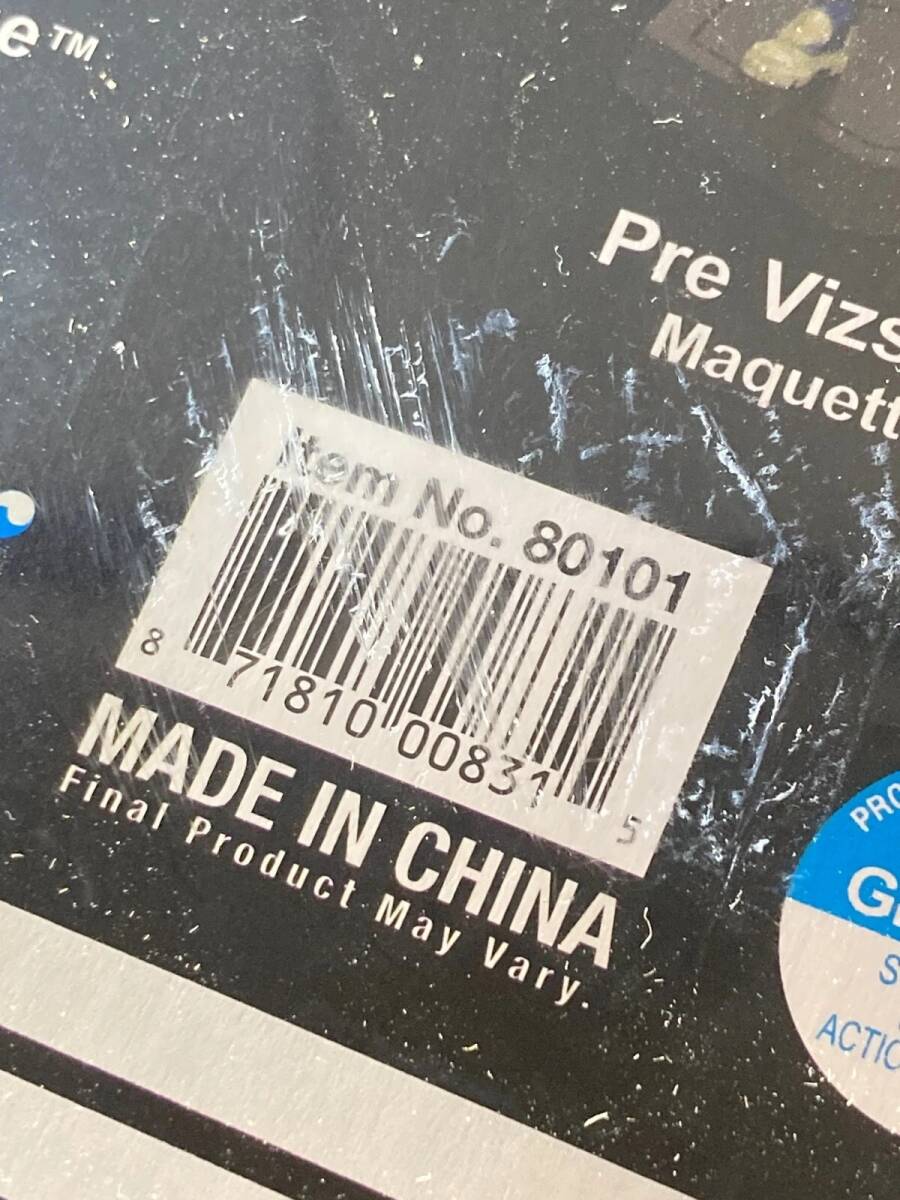 e™
Pre Vizs
Maquett
Item No. 80101
8 71810 00831 5
MADE IN CHINA
Final Product May Vary.
PRO
G
S
ACTIO